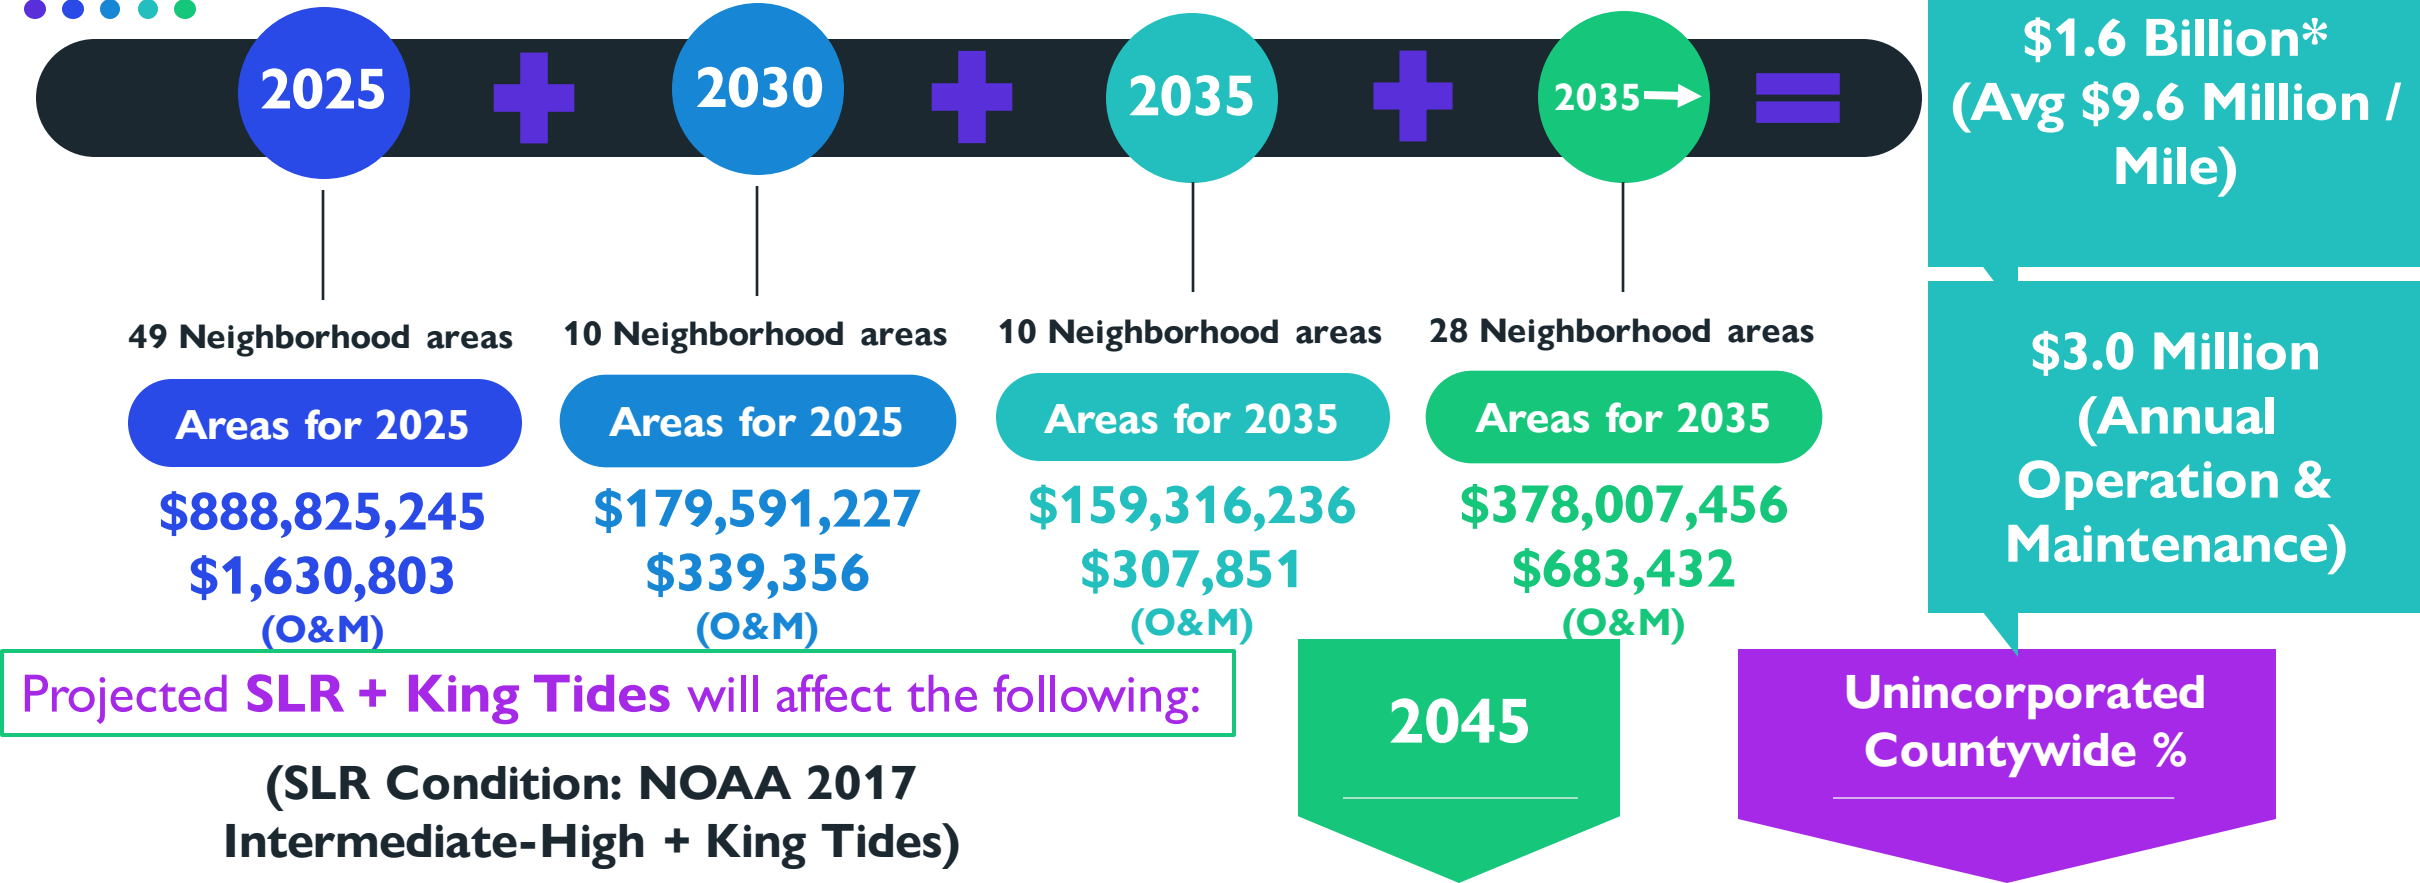 2025
2030
2035
2035
$1.6 Billion*
(Avg $9.6 Million /
Mile)
49 Neighborhood areas
10 Neighborhood areas
10 Neighborhood areas
28 Neighborhood areas
Areas for 2025
Areas for 2025
Areas for 2035
Areas for 2035
$888,825,245
$179,591,227
$159,316,236
$378,007,456
$1,630,803
$339,356
$307,851
$683,432
(O&M)
(O&M)
(O&M)
(O&M)
$3.0 Million
(Annual
Operation &
Maintenance)
Projected SLR + King Tides will affect the following:
(SLR Condition: NOAA 2017
Intermediate-High + King Tides)
2045
Unincorporated
Countywide %